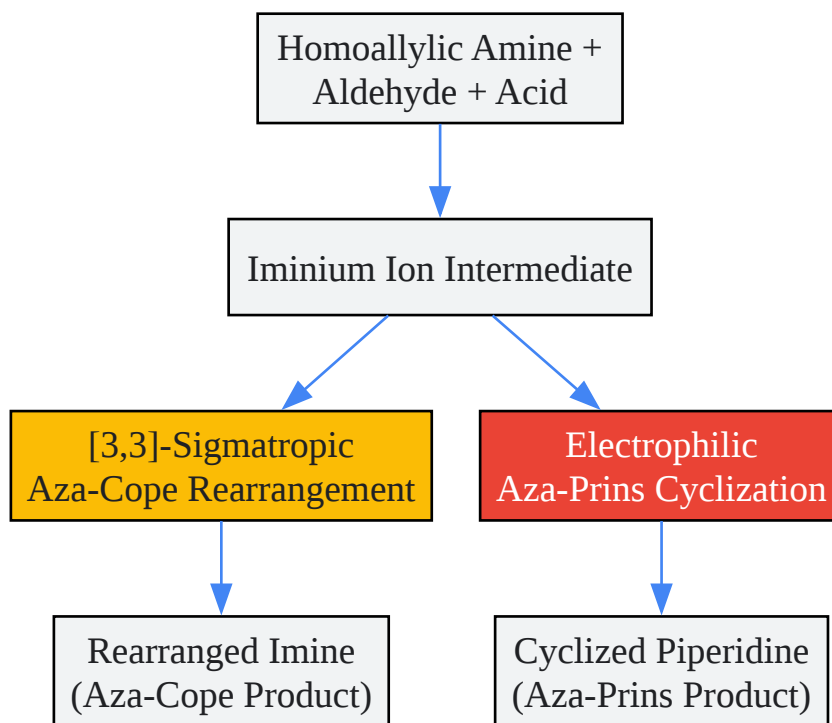 Homoallylic Amine +
Aldehyde + Acid
Iminium Ion Intermediate
[3,3]-Sigmatropic
Aza-Cope Rearrangement
Electrophilic
Aza-Prins Cyclization
Rearranged Imine
(Aza-Cope Product)
Cyclized Piperidine
(Aza-Prins Product)